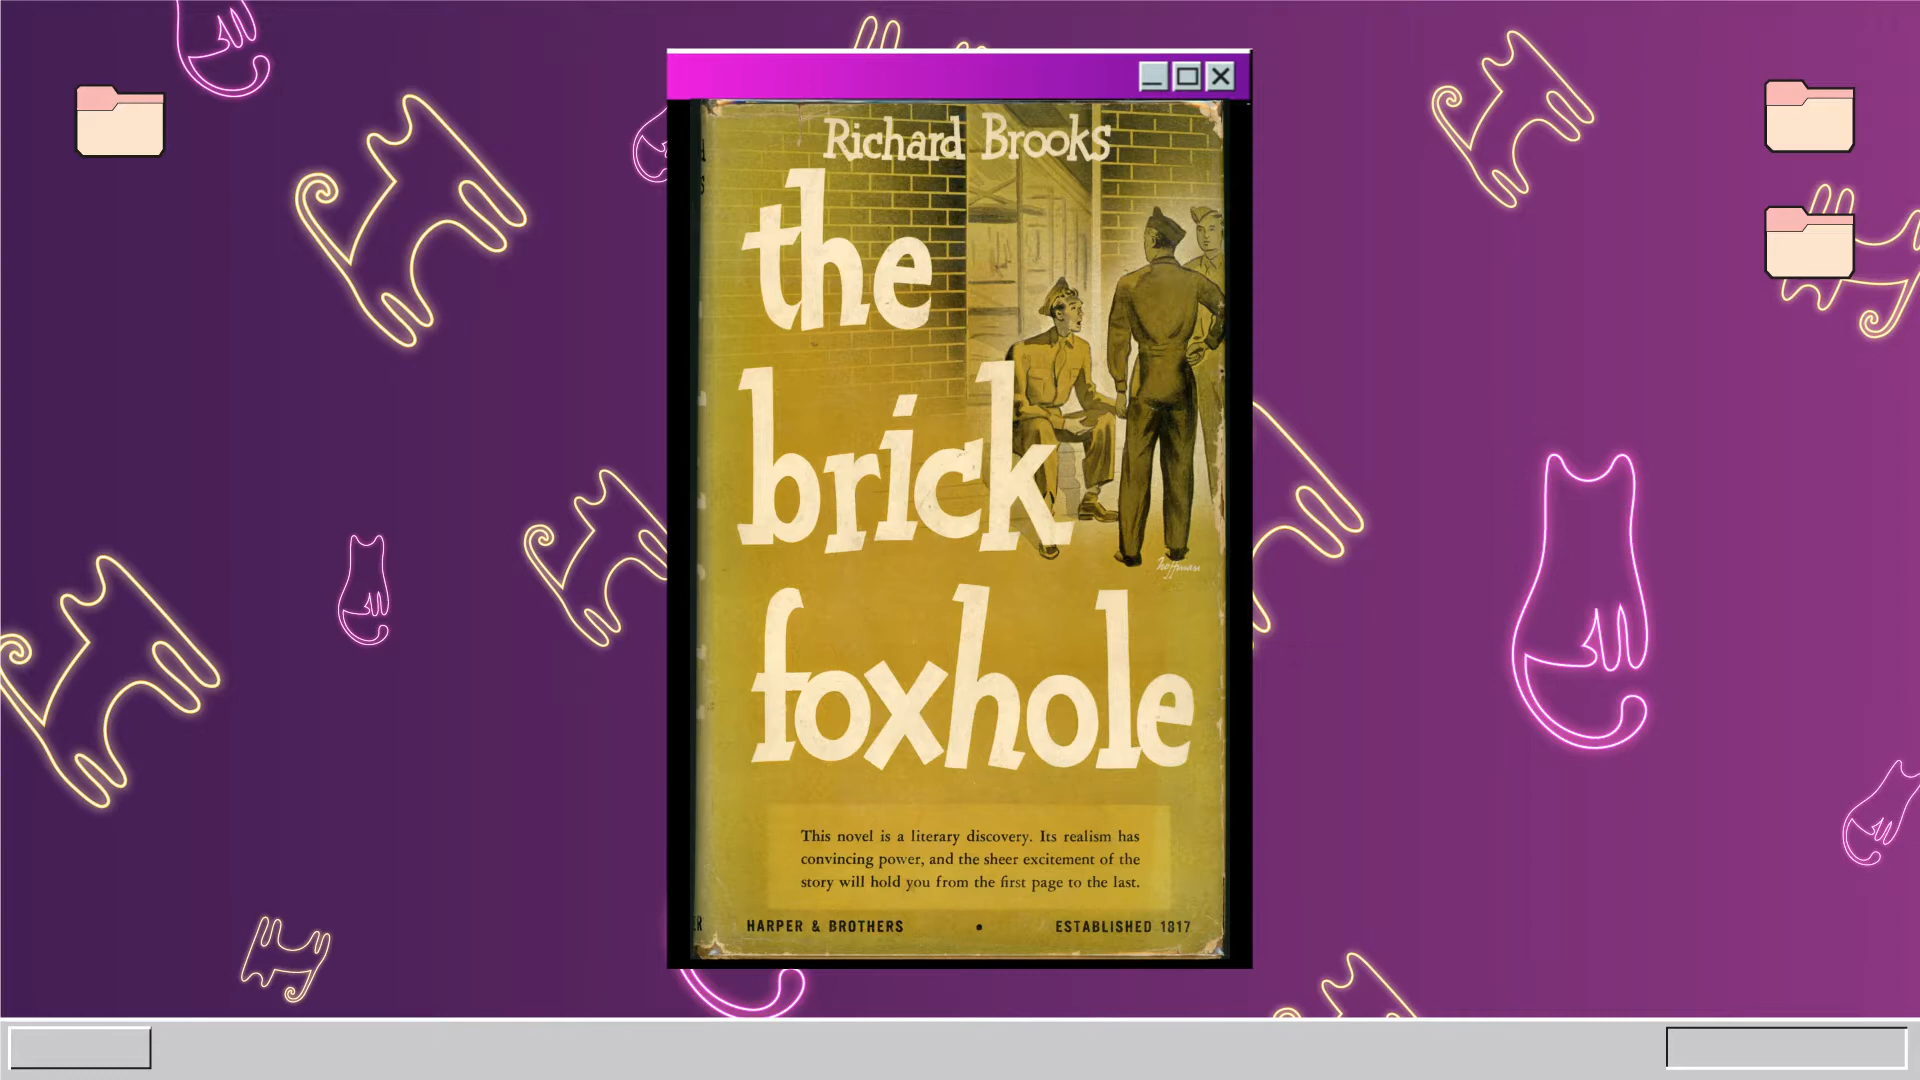 Richard Brooks
the
brick
foxhole
Hoffman
This novel is a literary discovery. Its realism has
convincing power, and the sheer excitement of the
story will hold you from the first page to the last.
HARPER & BROTHERS • ESTABLISHED 1817